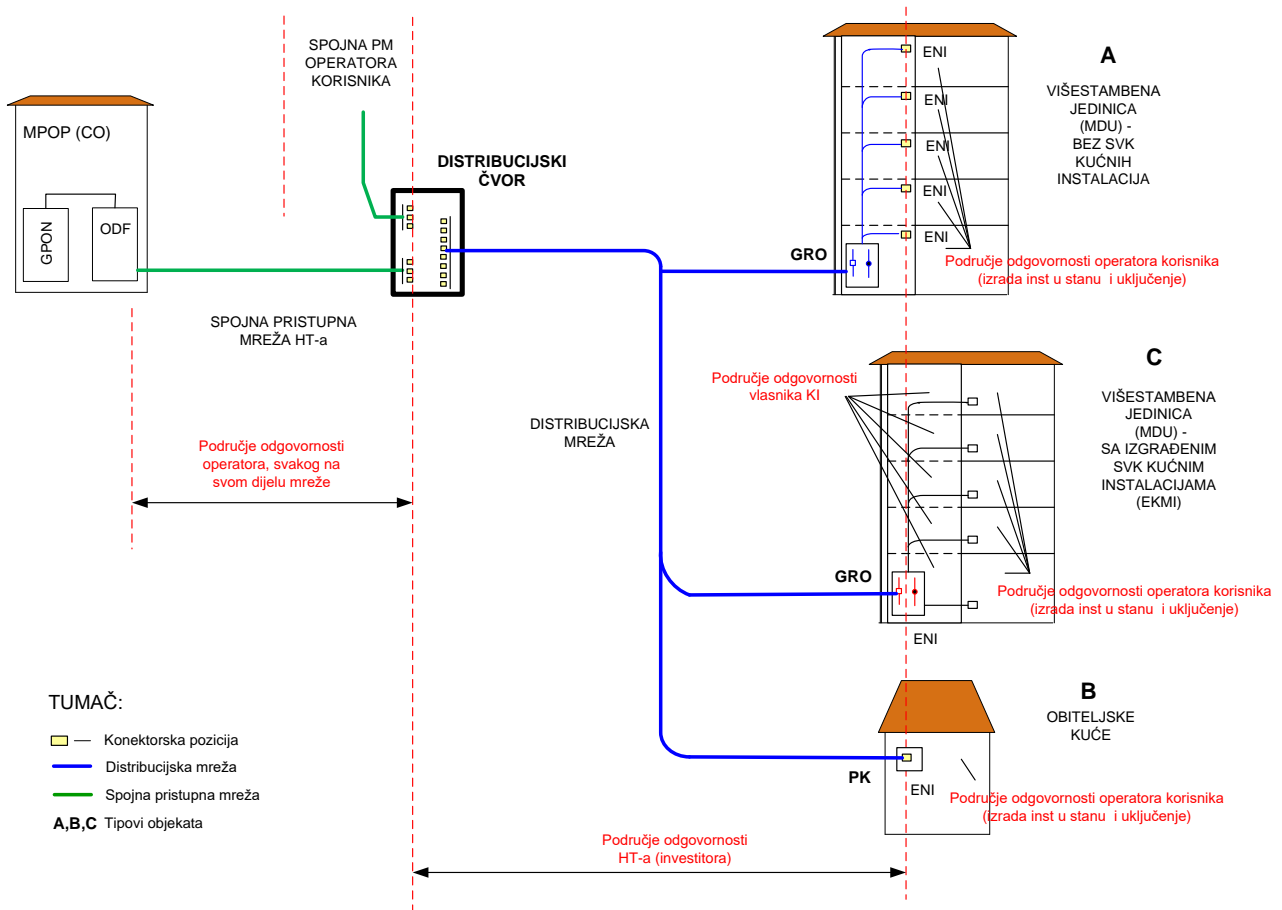 SPOJNA PM
OPERATORA
KORISNIKA
MPOP (CO)
GPON
ODF
DISTRIBUCIJSKI
ČVOR
SPOJNA PRISTUPNA
MREŽA HT-a
Područje odgovornosti
operatora, svakog na
svom dijelu mreže
DISTRIBUCIJSKA
MREŽA
ENI
ENI
ENI
ENI
ENI
GRO
A
VIŠESTAMBENA
JEDINICA
(MDU) -
BEZ SVK
KUĆNIH
INSTALACIJA
Područje odgovornosti operatora korisnika
(izrada inst u stanu i uključenje)
Područje odgovornosti
vlasnika KI
C
VIŠESTAMBENA
JEDINICA
(MDU) -
SA IZGRAĐENIM
SVK KUĆNIM
INSTALACIJAMA
(EKMI)
GRO
ENI
Područje odgovornosti operatora korisnika
(izrada inst u stanu i uključenje)
B
OBITELJSKE
KUĆE
PK
ENI
Područje odgovornosti operatora korisnika
(izrada inst u stanu i uključenje)
TUMAČ:
Konektorska pozicija
Distribucijska mreža
Spojna pristupna mreža
A,B,C Tipovi objekata
Područje odgovornosti
HT-a (investitora)